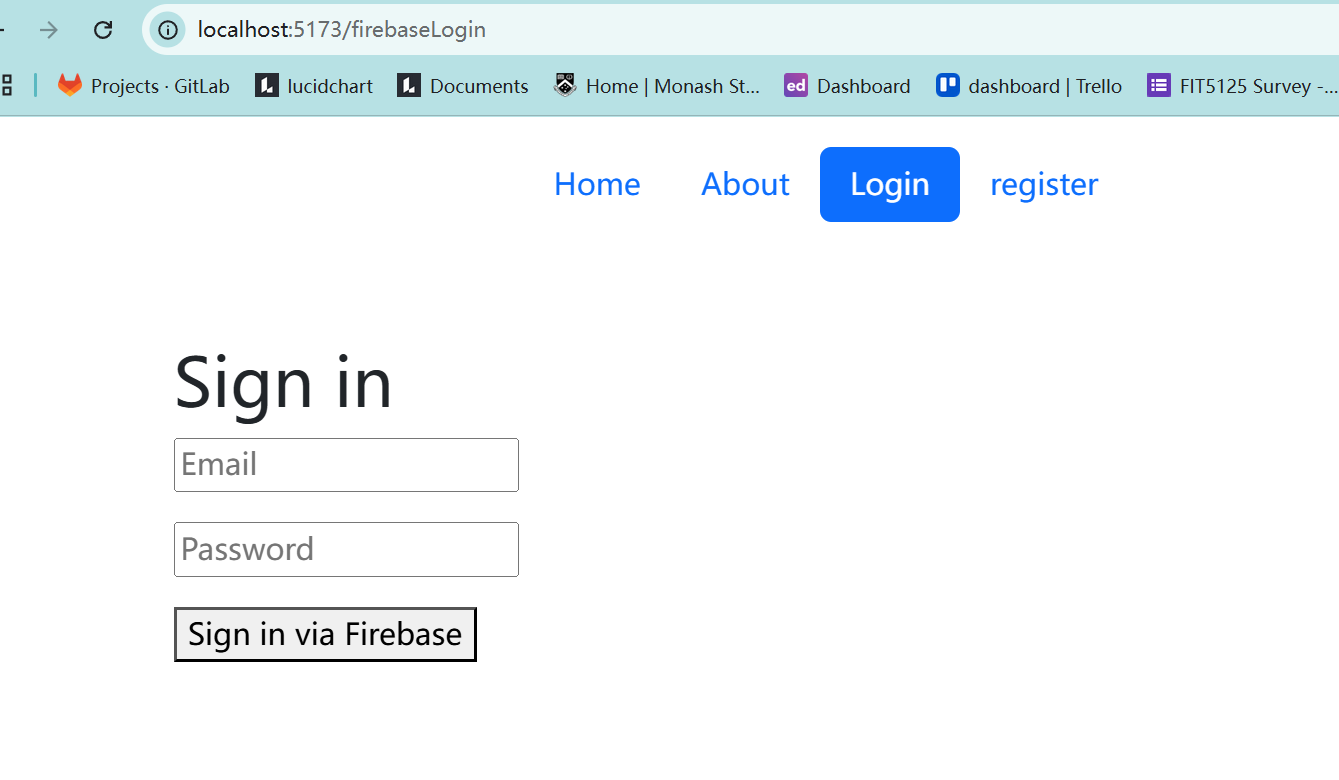 localhost:5173/firebaseLogin
Projects · GitLab lucidchart Documents Home | Monash St... ed Dashboard dashboard | Trello FIT5125 Survey -...
Home About Login register
Sign in
Email
Password
Sign in via Firebase